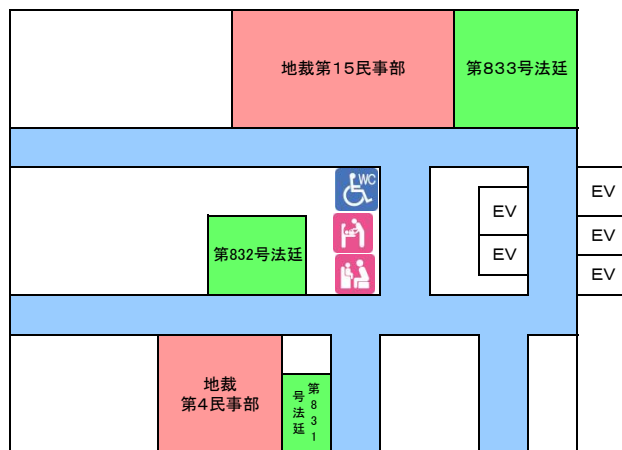 地裁第15民事部
第833号法廷
WC
EV
EV
EV
第832号法廷
EV
EV
地裁
第4民事部
第831
号法廷